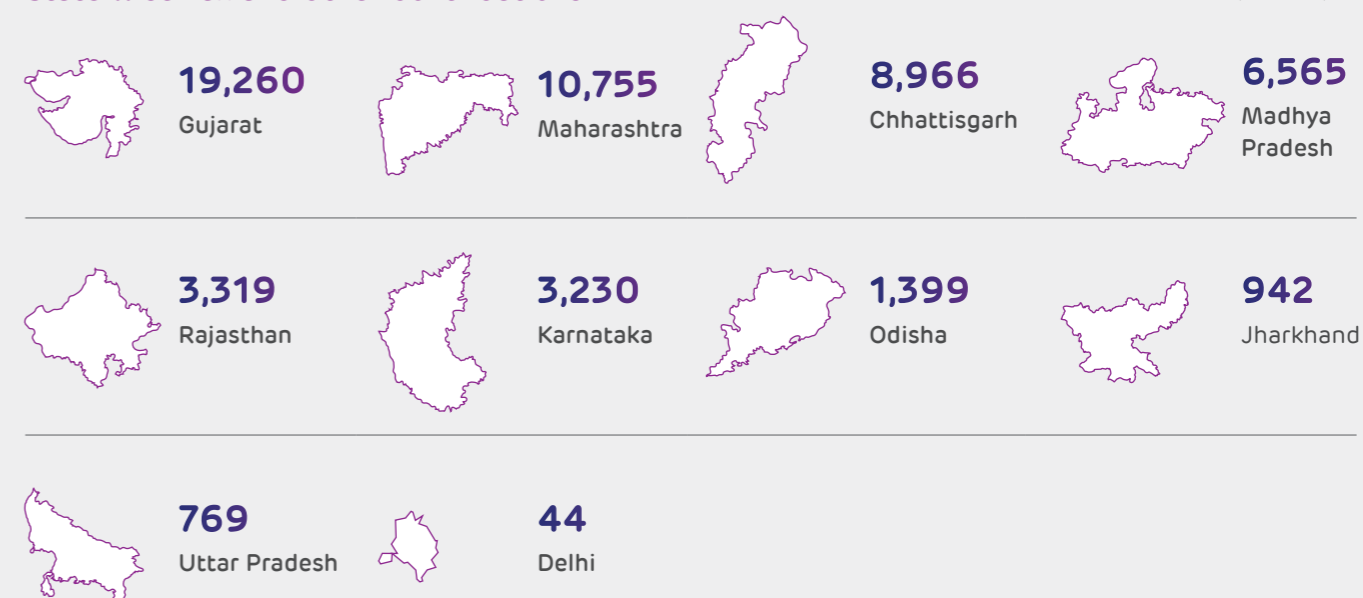 19,260
Gujarat
10,755
Maharashtra
8,966
Chhattisgarh
6,565
Madhya
Pradesh
3,319
Rajasthan
3,230
Karnataka
1,399
Odisha
942
Jharkhand
769
Uttar Pradesh
44
Delhi